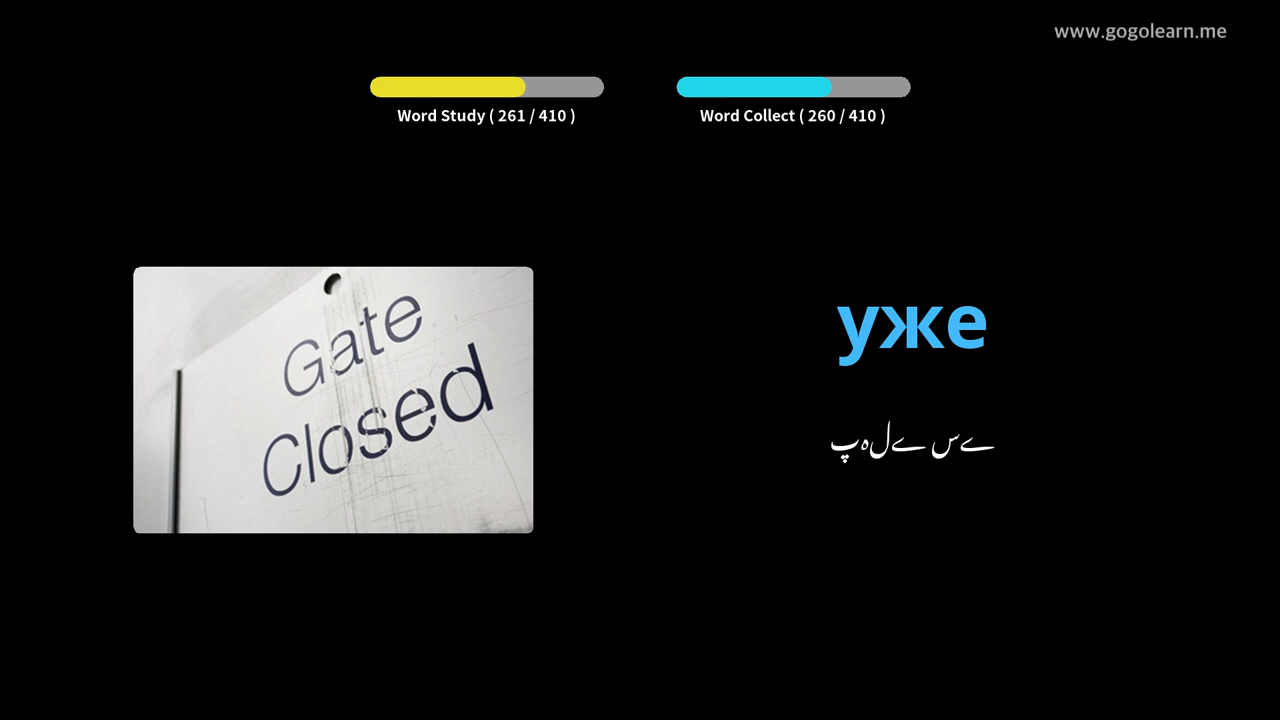 www.gogolearn.me
Word Study ( 261 / 410 )
Word Collect ( 260 / 410 )
Gate
Closed
уже
پہلے سے